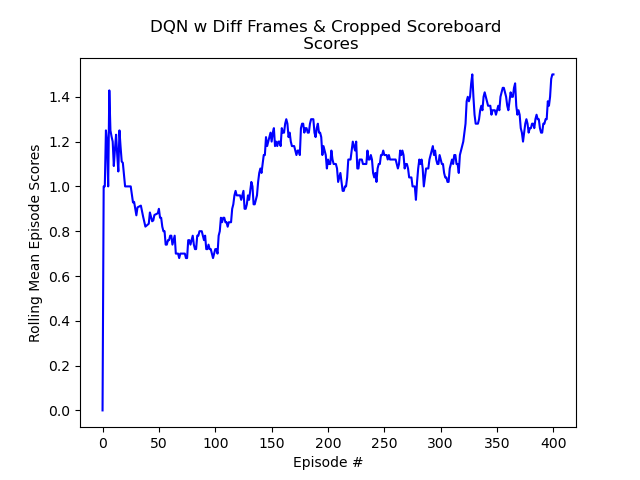 DQN w Diff Frames & Cropped Scoreboard
Scores
Rolling Mean Episode Scores
1.4
1.2
1.0
0.8
0.6
0.4
0.2
0.0
0 50 100 150 200 250 300 350 400
Episode #